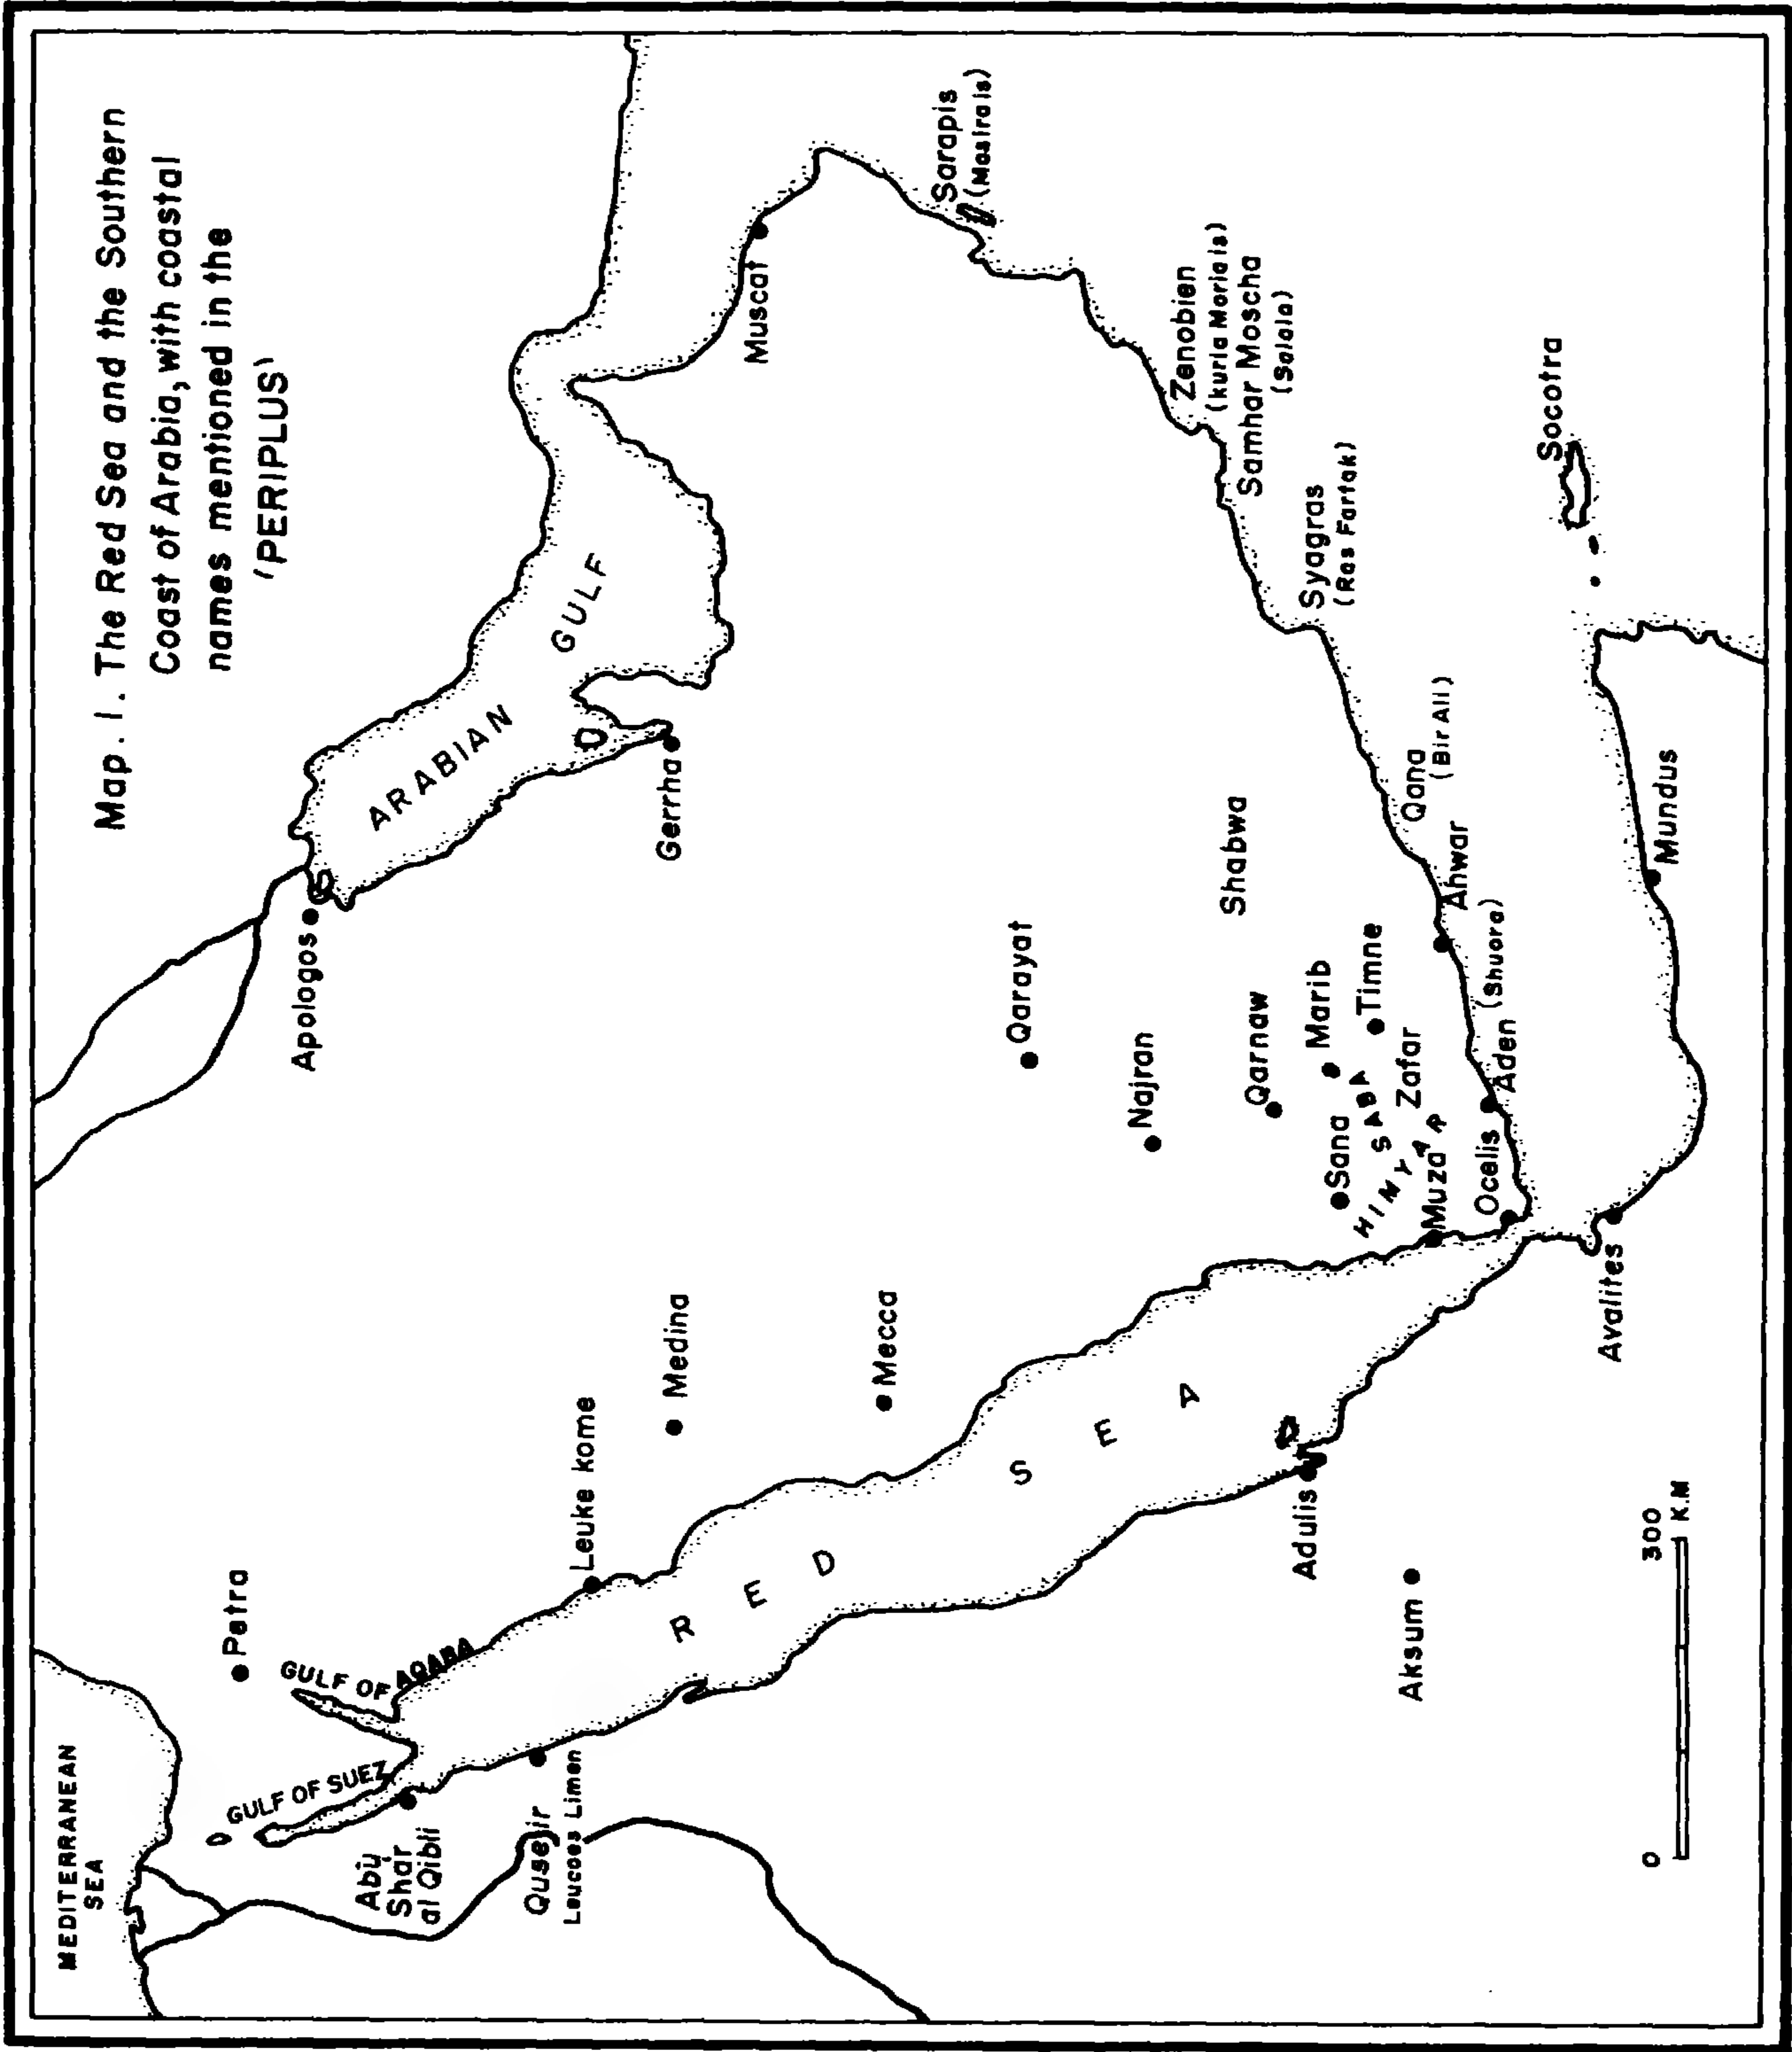 Map. 1. The Red Sea and the Southern
Coast of Arabia, with coastal
names mentioned in the
'PERIPLUS'
MEDITERRANEAN
SEA
GULF OF SUEZ
GULF OF AQABA
Petra
Abu
Shar
al Qibli
Quseir
Leucoes Limen
Leuke kome
Medina
Mecca
RED SEA
Apologos
ARABIAN GULF
Gerrha
Muscat
Sarapis
(Masira is)
Zenobien
(kuria Moria is)
Samhar Moscha
(Salala)
Syagras
(Ras Fartak)
Socotra
Qarayat
Najran
Qarnaw
Shabwa
Marib
Timne
Sana
SABA
HIMYAR
Zafar
Muza
Ocelis
Aden
(Shuora)
Ahwar
Qana
(Bir Ali)
Mundus
Avalites
Adulis
Aksum
0 300
K.M